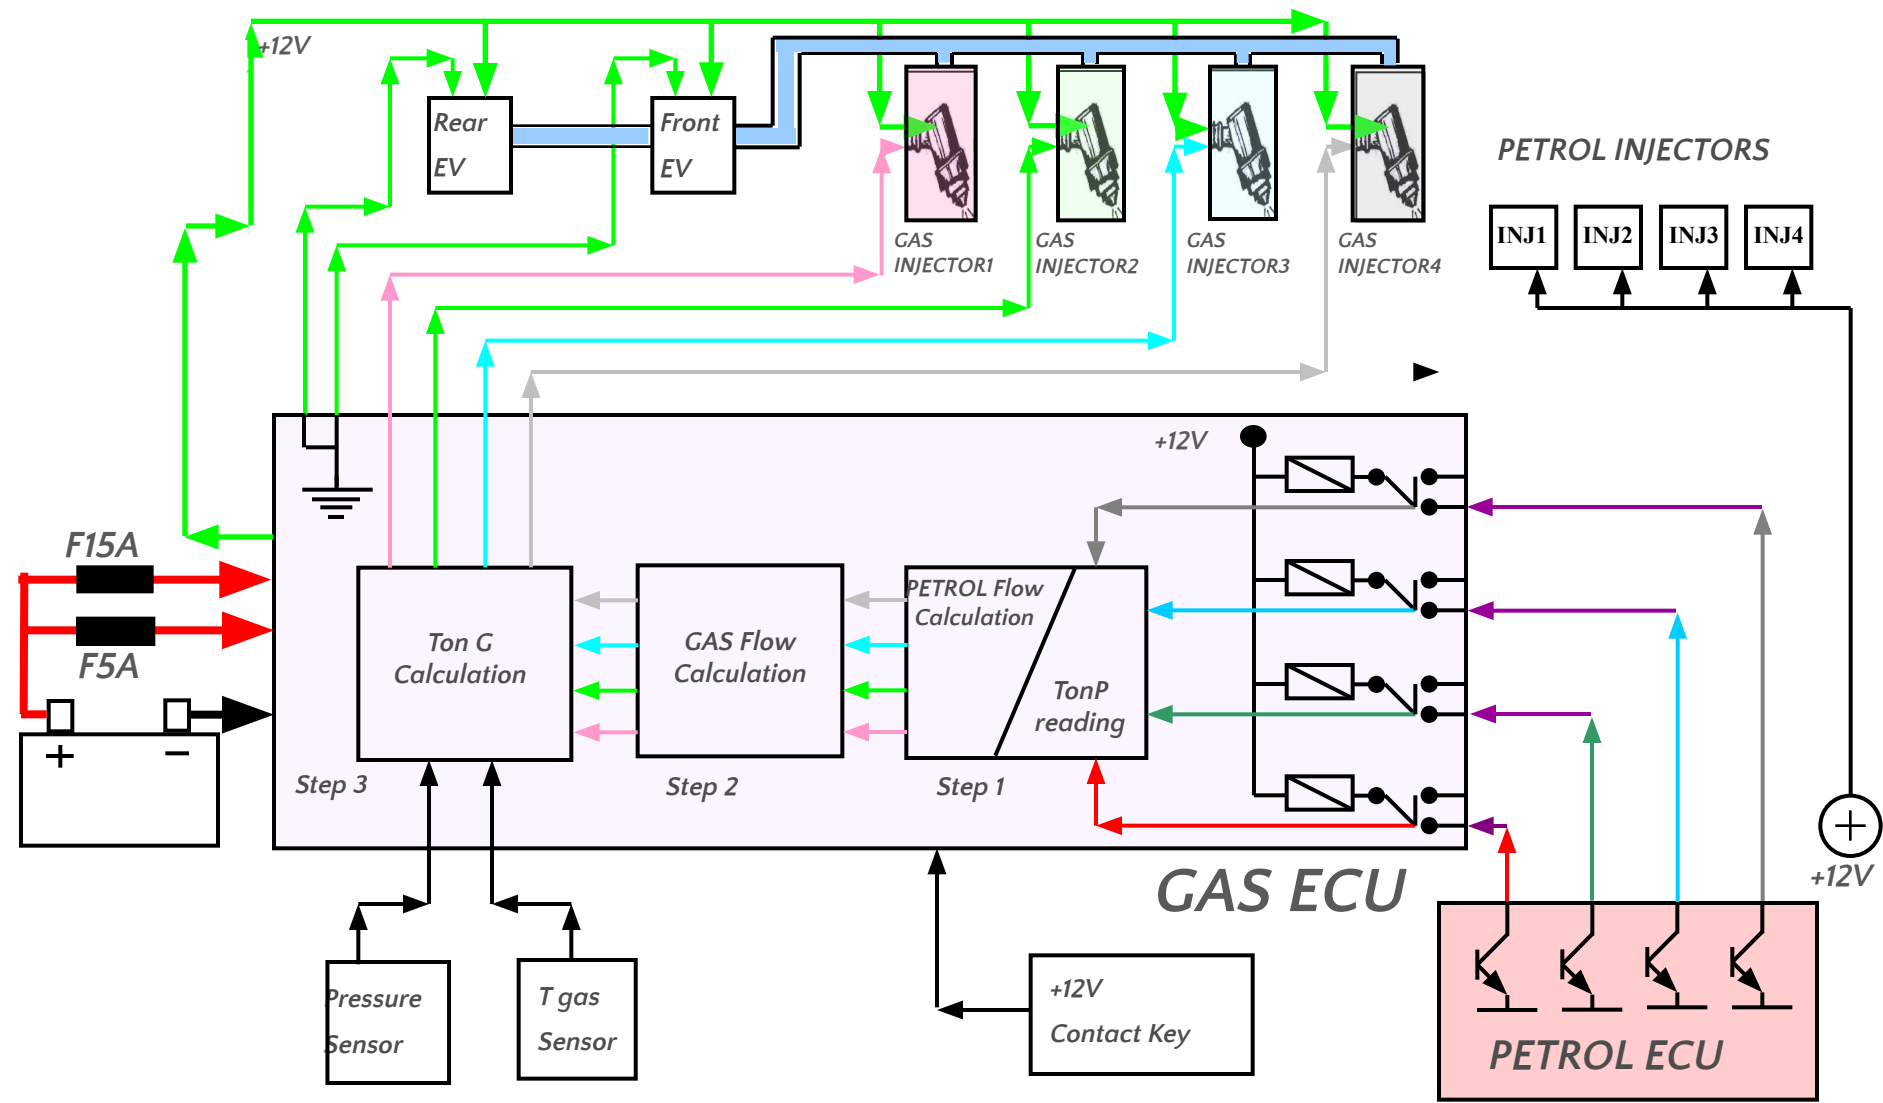 +12V
Rear
EV
Front
EV
GAS
INJECTOR1
GAS
INJECTOR2
GAS
INJECTOR3
GAS
INJECTOR4
PETROL INJECTORS
INJ1
INJ2
INJ3
INJ4
+12V
F15A
F5A
+
−
Ton G
Calculation
Step 3
GAS Flow
Calculation
Step 2
PETROL Flow
Calculation
TonP
reading
Step 1
GAS ECU
+12V
Pressure
Sensor
T gas
Sensor
+12V
Contact Key
PETROL ECU